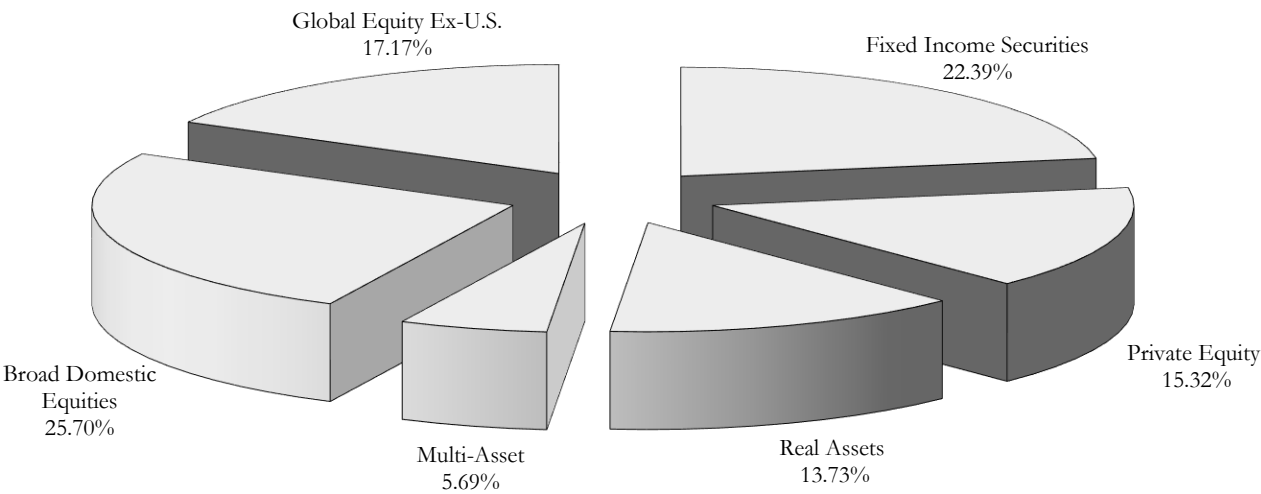 Global Equity Ex-U.S.
17.17%
Fixed Income Securities
22.39%
Private Equity
15.32%
Broad Domestic
Equities
25.70%
Real Assets
13.73%
Multi-Asset
5.69%